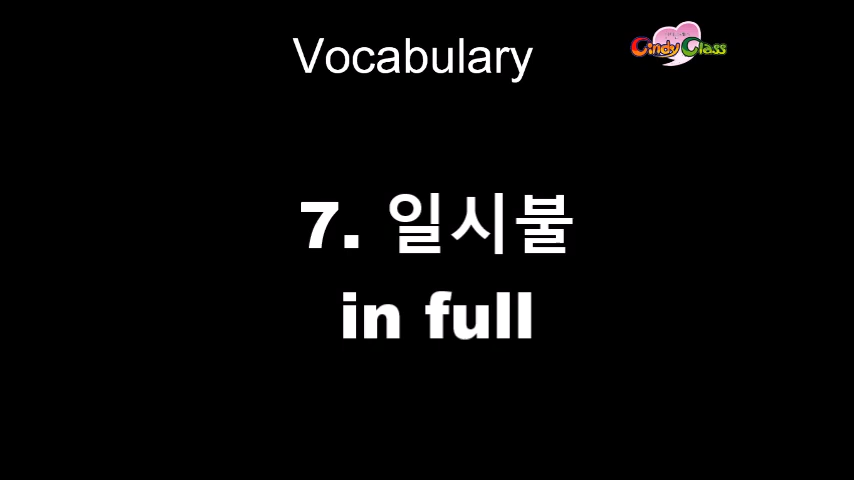 Vocabulary
Cindy Class
7. 일시불
in full